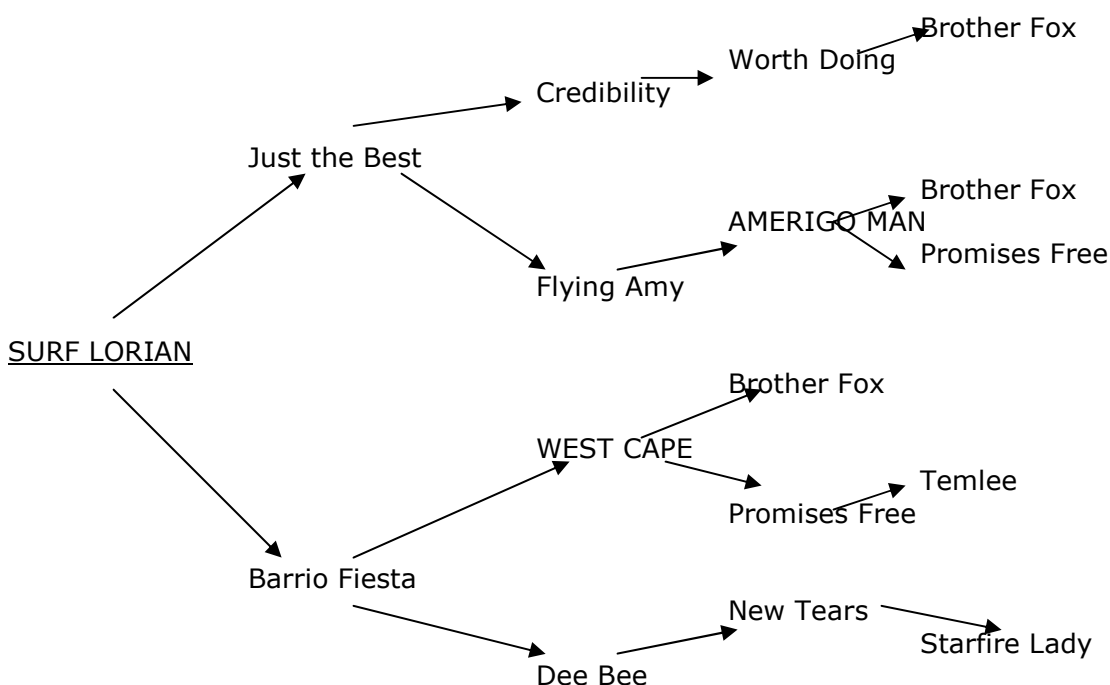 Brother Fox
Worth Doing
Credibility
Just the Best
Brother Fox
AMERIGO MAN
Promises Free
Flying Amy
SURF LORIAN
Brother Fox
WEST CAPE
Temlee
Promises Free
Barrio Fiesta
New Tears
Starfire Lady
Dee Bee